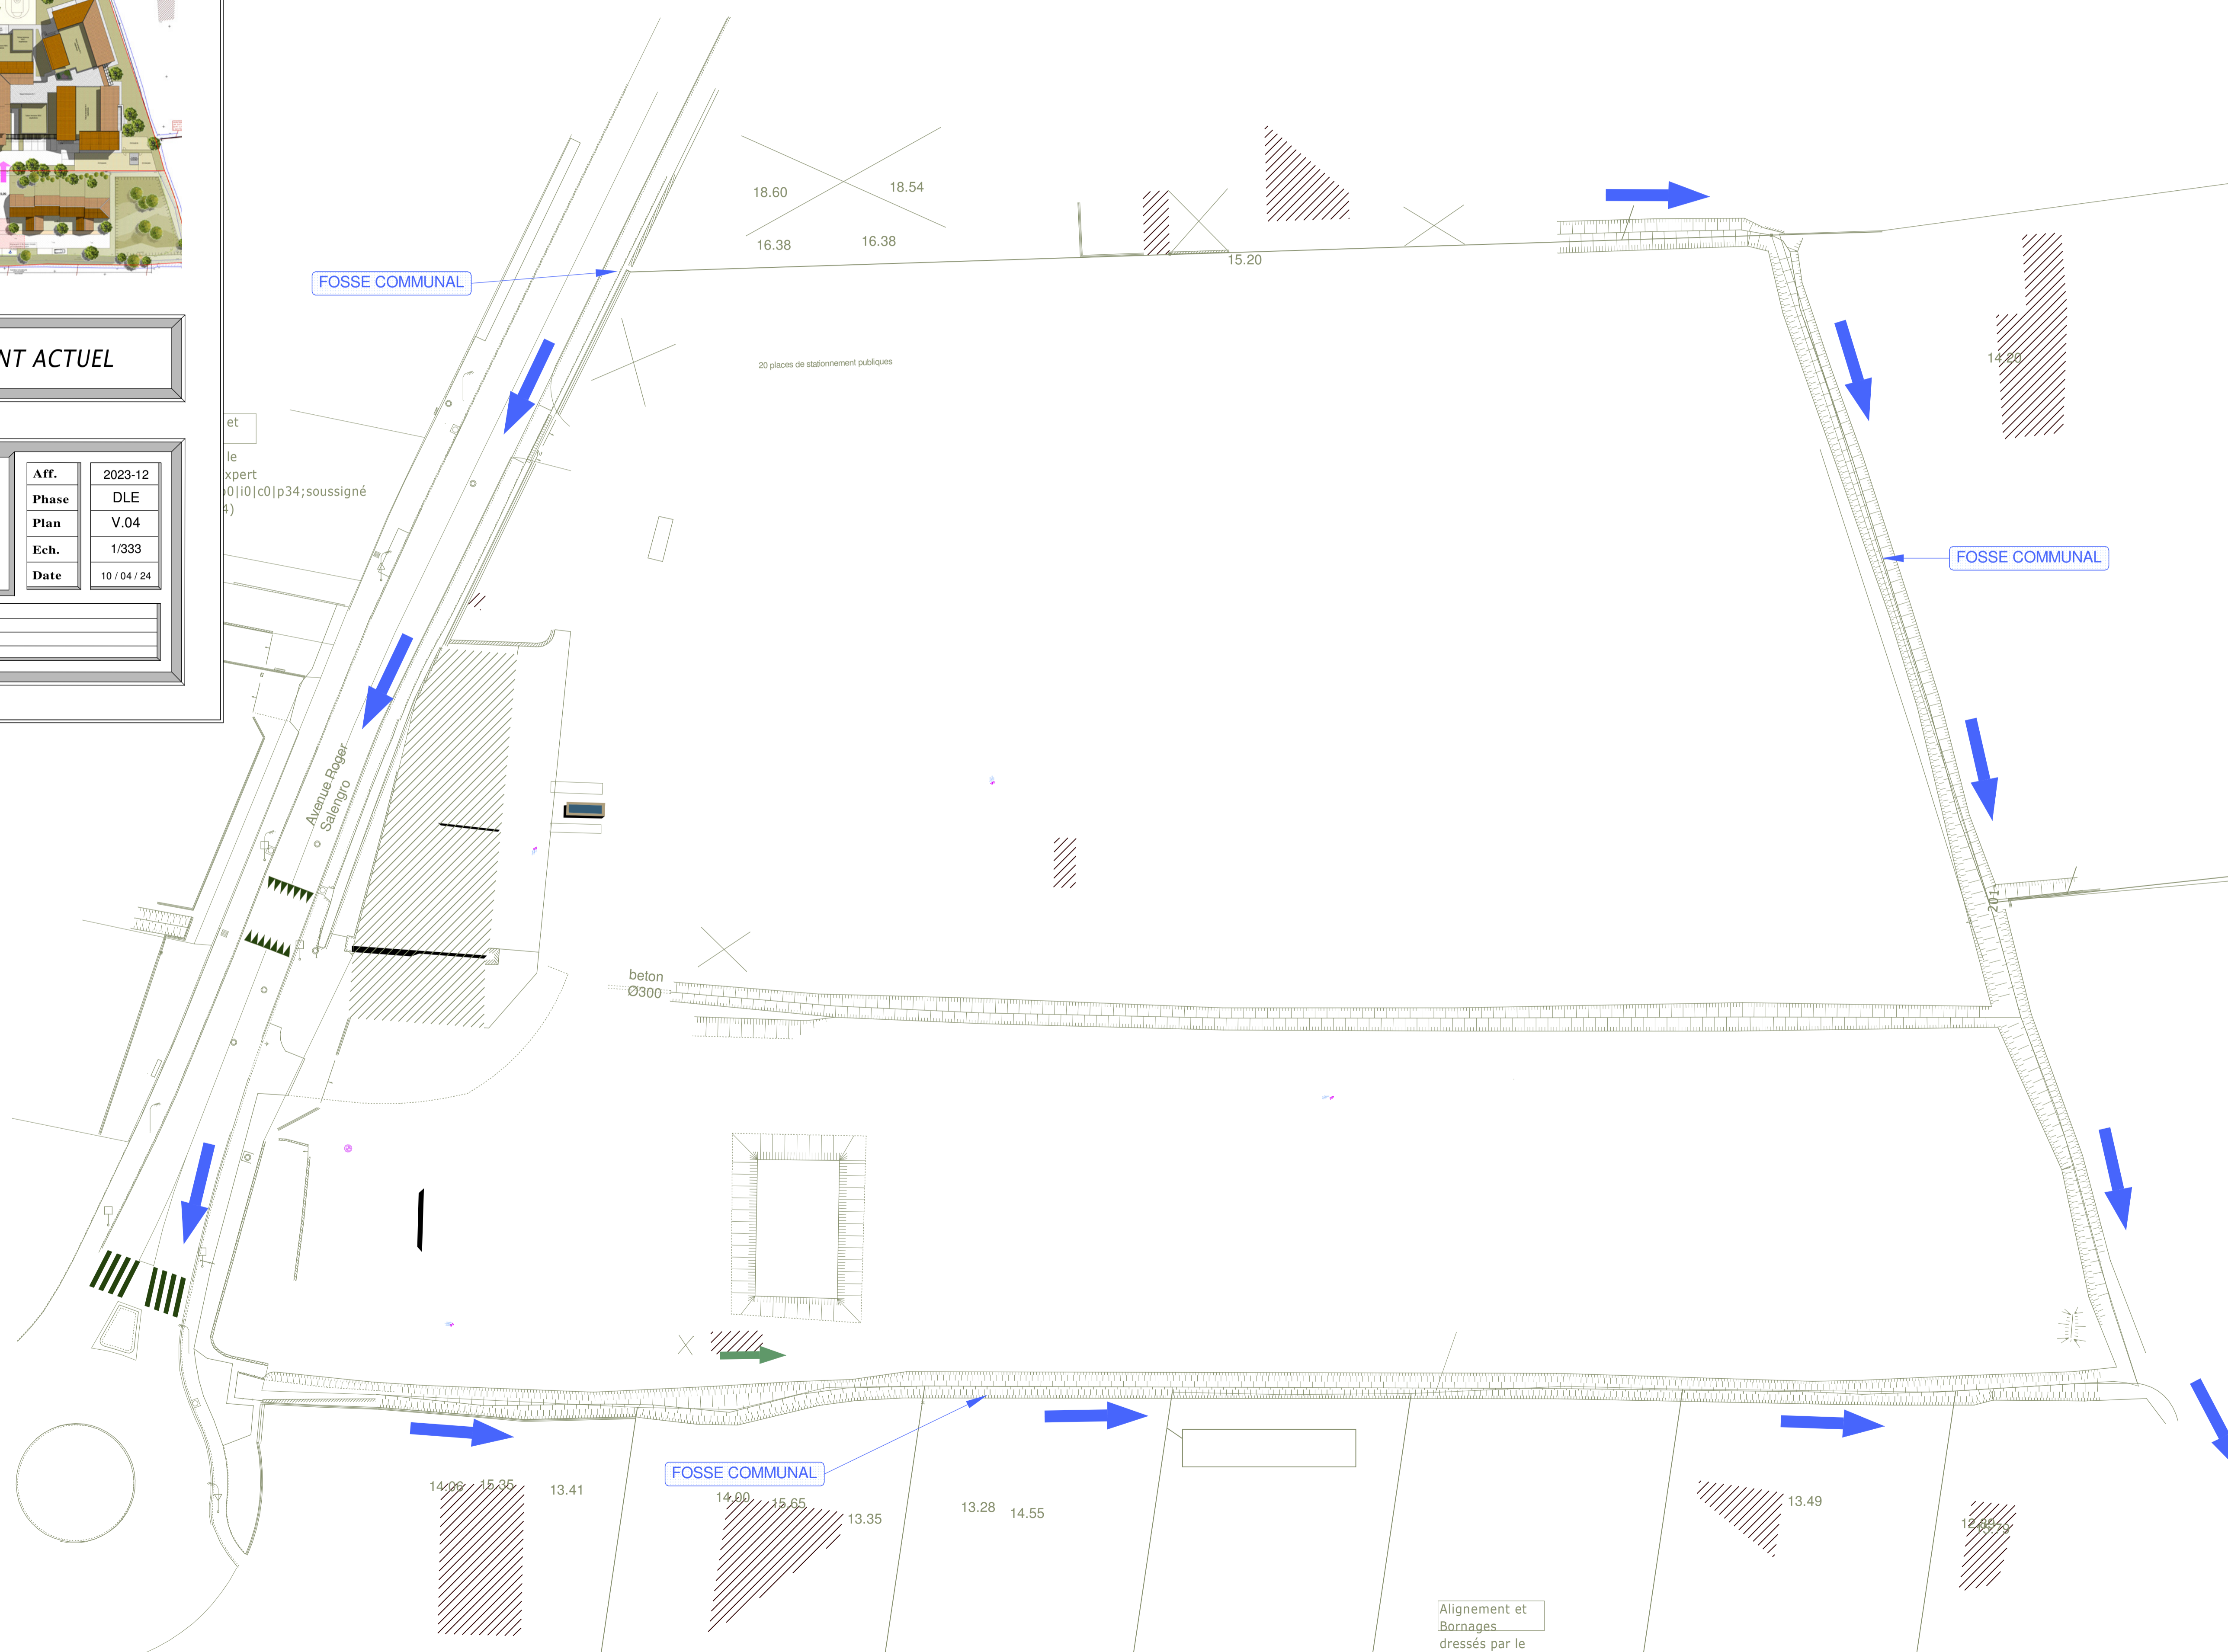 NT ACTUEL
Aff. 2023-12
Phase DLE
Plan V.04
Ech. 1/333
Date 10 / 04 / 24
et
le
xpert
0|i0|c0|p34;soussigné
4)
FOSSE COMMUNAL
18.60
18.54
16.38
16.38
15.20
20 places de stationnement publiques
14.20
FOSSE COMMUNAL
Avenue Roger
Salengro
201
beton
Ø300
FOSSE COMMUNAL
14.06
15.35
13.41
14.00
15.65
13.35
13.28
14.55
13.49
Alignement et
Bornages
dressés par le